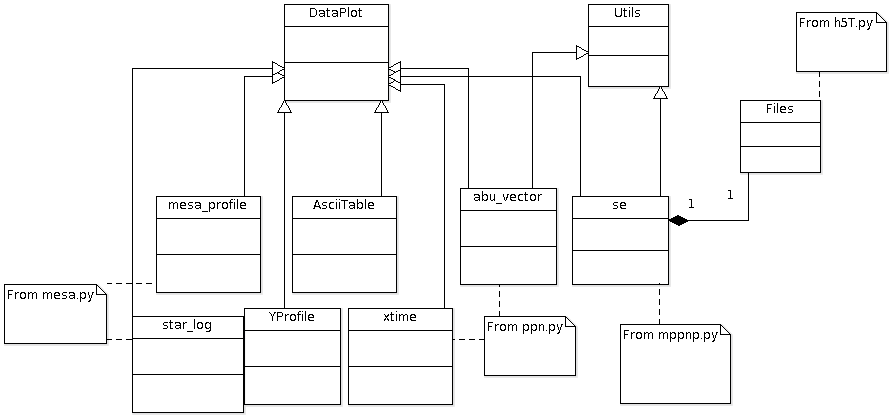 DataPlot
Utils
From h5T.py
Files
mesa_profile
AsciiTable
abu_vector
se
1
1
From mesa.py
star_log
YProfile
xtime
From ppn.py
From mppnp.py